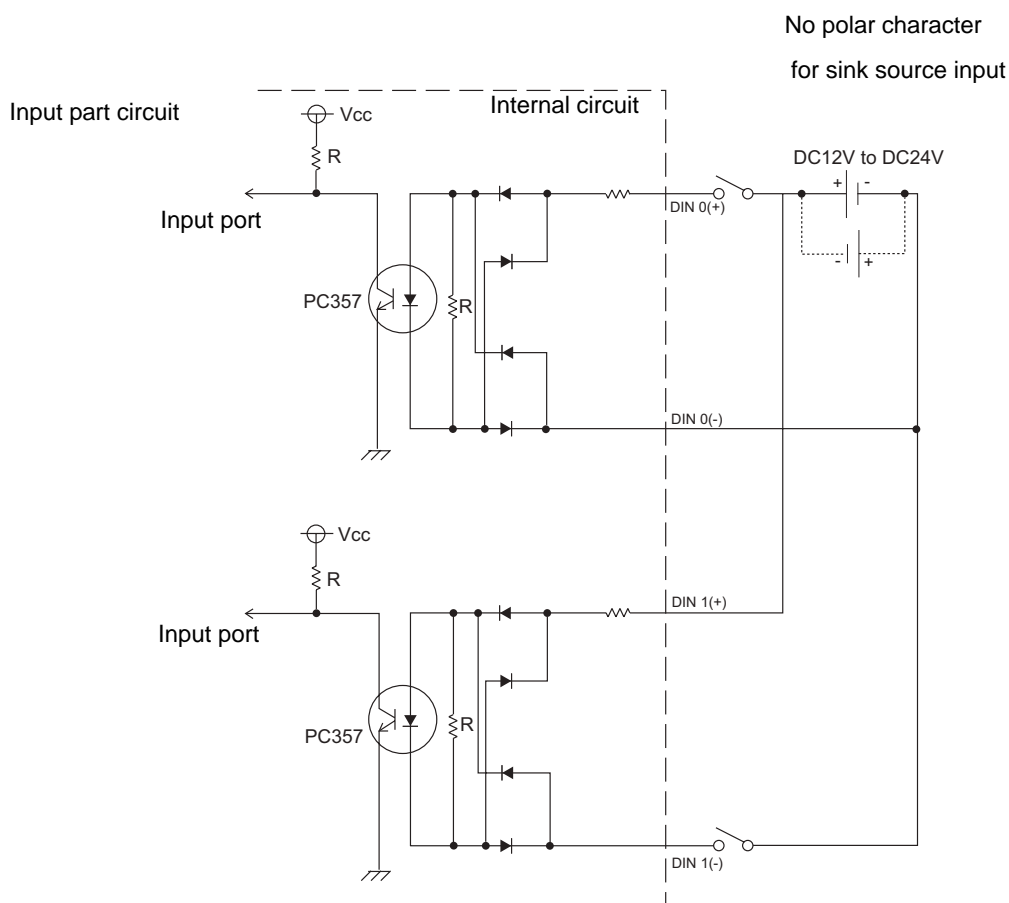 No polar character
for sink source input
Input part circuit
Internal circuit
Vcc
R
DC12V to DC24V
+ -
DIN 0(+)
Input port
- +
PC357
R
DIN 0(-)
Vcc
R
DIN 1(+)
Input port
PC357
R
DIN 1(-)